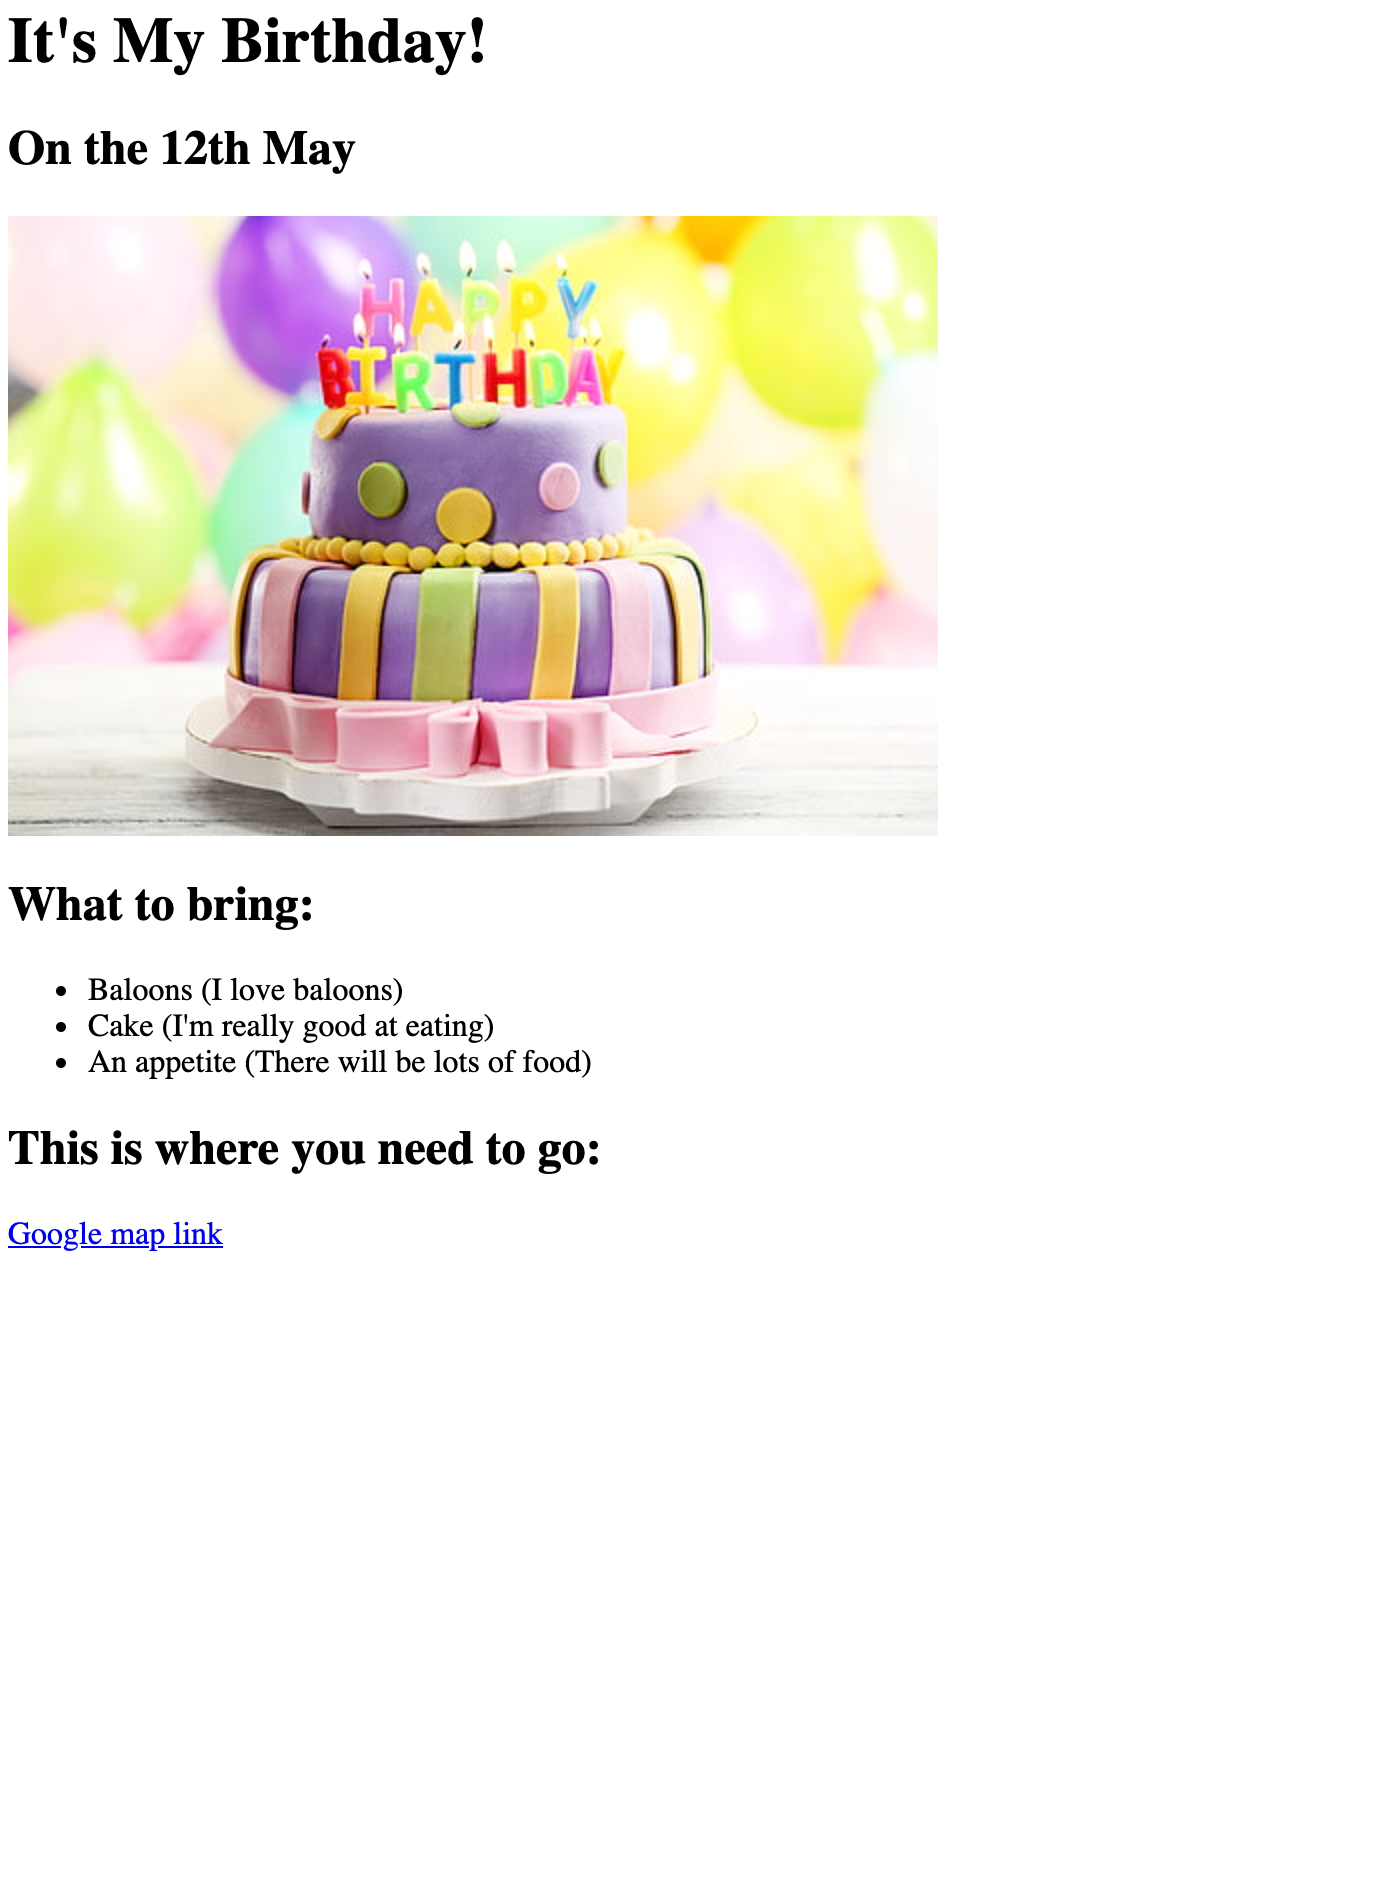 It's My Birthday!
On the 12th May
HAPPY
BIRTHDAY
What to bring:
Baloons (I love baloons)
Cake (I'm really good at eating)
An appetite (There will be lots of food)
This is where you need to go:
Google map link